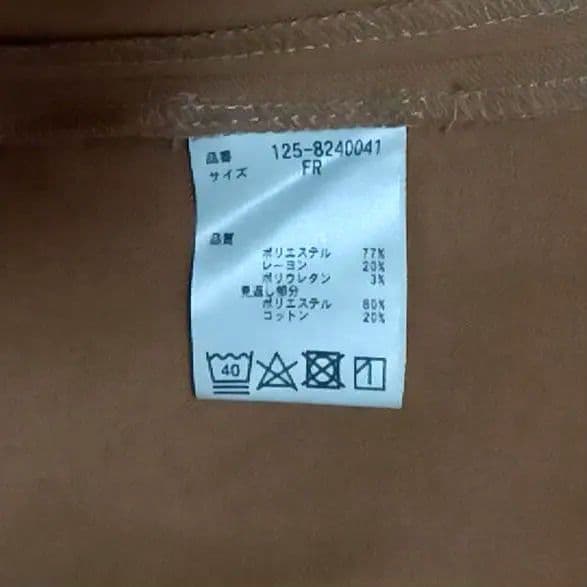 品番 125-8240041
サイズ FR
品質
ポリエステル 77%
レーヨン 20%
ポリウレタン 3%
見返し部分
ポリエステル 80%
コットン 20%
40